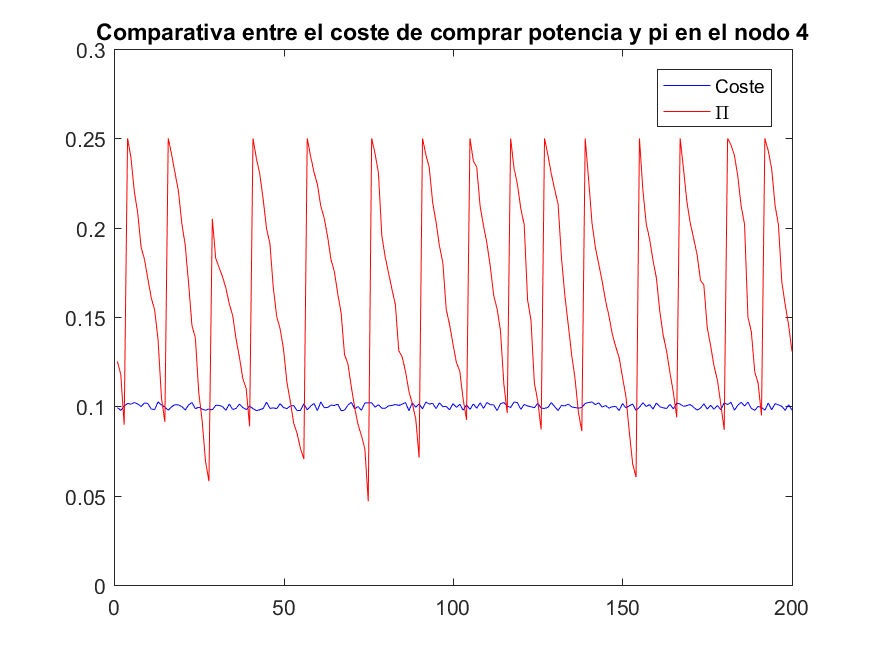 Comparativa entre el coste de comprar potencia y pi en el nodo 4
0.3
Coste
Π
0.25
0.2
0.15
0.1
0.05
0
0 50 100 150 200